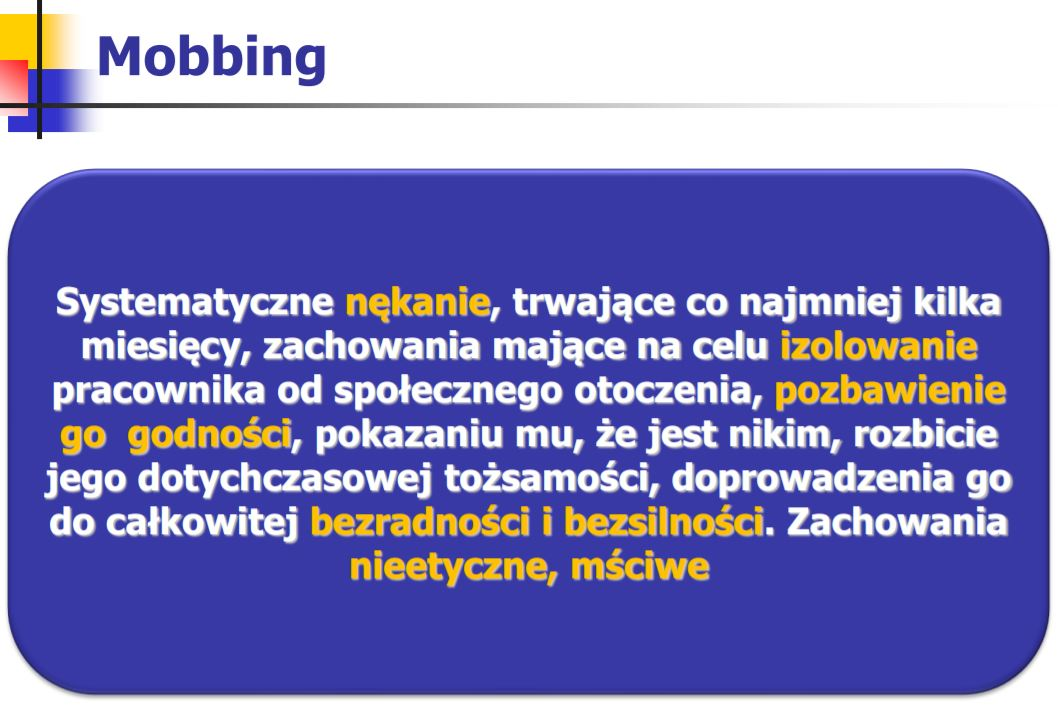 Mobbing
Systematyczne nękanie, trwające co najmniej kilka
miesięcy, zachowania mające na celu izolowanie
pracownika od społecznego otoczenia, pozbawienie
go  godności, pokazaniu mu, że jest nikim, rozbicie
jego dotychczasowej tożsamości, doprowadzenia go
do całkowitej bezradności i bezsilności. Zachowania
nieetyczne, mściwe